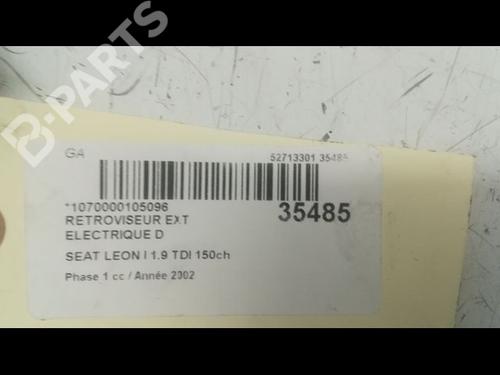 B-PARTS
GA
52713301 35485
*1070000105096
35485
RETROVISEUR EXT
ELECTRIQUE D
SEAT LEON I 1.9 TDI 150ch
Phase 1 cc / Année 2002